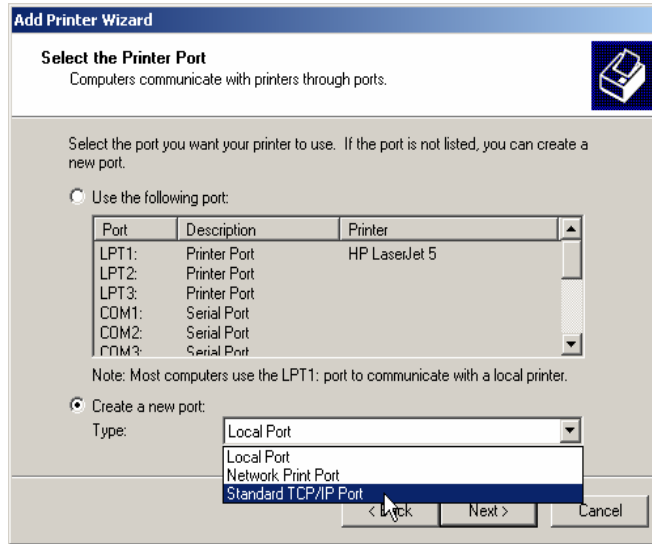 Add Printer Wizard
Select the Printer Port
Computers communicate with printers through ports.
Select the port you want your printer to use. If the port is not listed, you can create a
new port.
Use the following port:
Port Description Printer
LPT1: Printer Port HP LaserJet 5
LPT2: Printer Port
LPT3: Printer Port
COM1: Serial Port
COM2: Serial Port
COM3: Serial Port
Note: Most computers use the LPT1: port to communicate with a local printer.
Create a new port:
Type: Local Port
Local Port
Network Print Port
Standard TCP/IP Port
< Back Next > Cancel